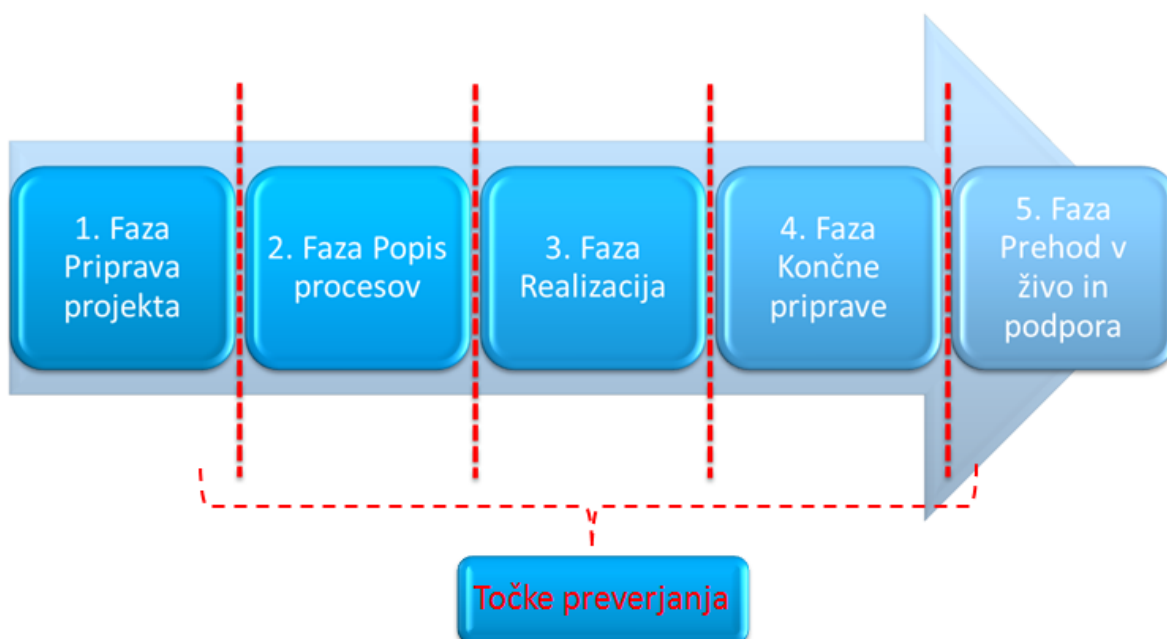 1. Faza
Priprava
projekta
2. Faza Popis
procesov
3. Faza
Realizacija
4. Faza
Končne
priprave
5. Faza
Prehod v
živo in
podpora
Točke preverjanja